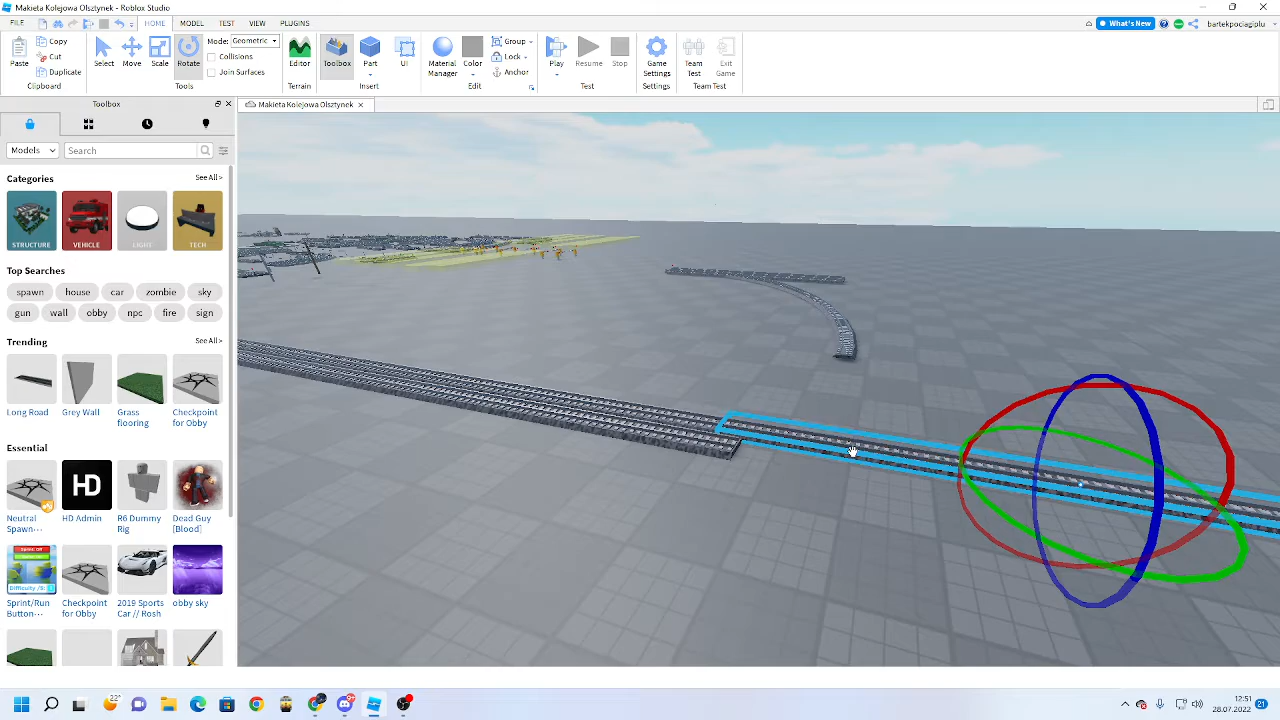 Makieta Kolejowa Olsztynek - Roblox Studio
FILE HOME MODEL TEST VIEW PLUGINS What's New bartekpociagiplu
Paste Copy Cut Duplicate Clipboard
Select Move Scale Rotate Mode: Geometric Collisions Join Surfaces Tools
Editor Terrain
Toolbox Part UI Insert
Material Manager Color Group Lock Anchor Edit
Play Resume Stop Test
Game Settings Settings
Team Test Exit Game Team Test
Toolbox
Makieta Kolejowa Olsztynek
Models Search
Categories See All >
STRUCTURE VEHICLE LIGHT TECH
Top Searches
spawn house car zombie sky
gun wall obby npc fire sign
Trending See All >
Long Road Grey Wall Grass flooring Checkpoint for Obby
Essential
HD
Neutral Spawn... HD Admin R6 Dummy Rig Dead Guy [Blood]
Sprint/Run Button... Checkpoint for Obby 2019 Sports Car // Rosh obby sky
22°
12:51
28.07.2022 21